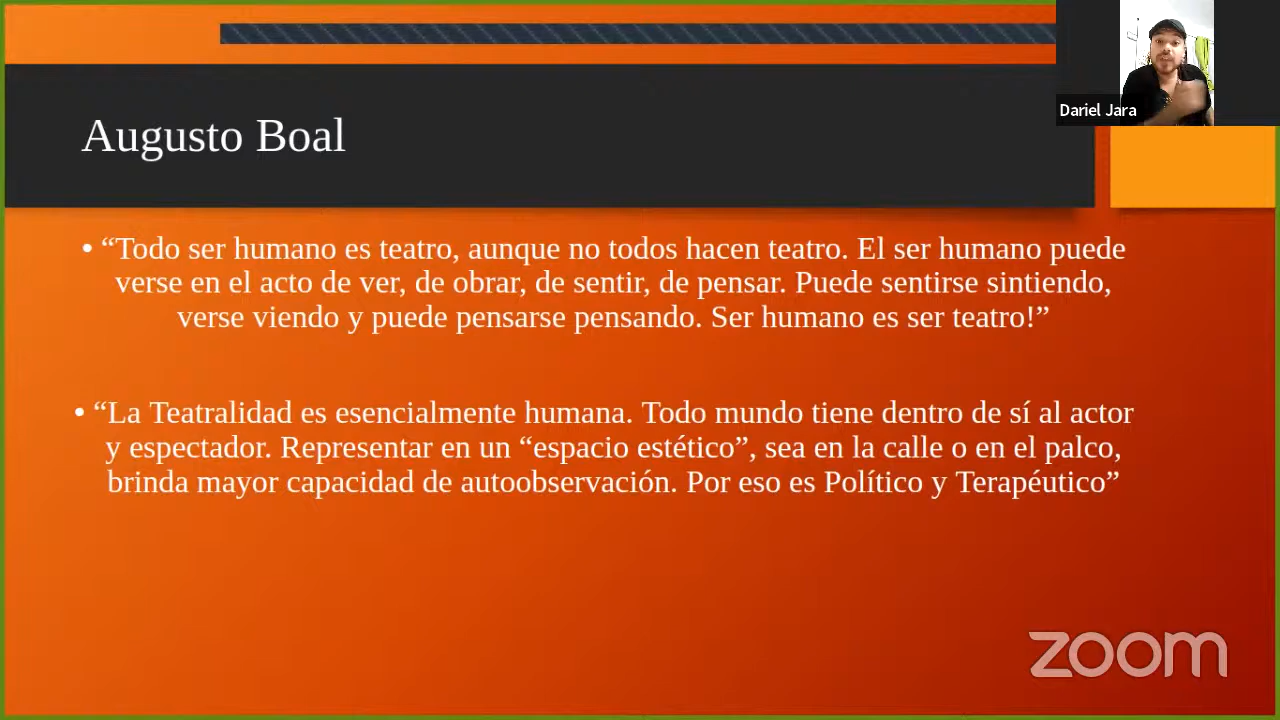 Dariel Jara
Augusto Boal
• “Todo ser humano es teatro, aunque no todos hacen teatro. El ser humano puede
verse en el acto de ver, de obrar, de sentir, de pensar. Puede sentirse sintiendo,
verse viendo y puede pensarse pensando. Ser humano es ser teatro!”
• “La Teatralidad es esencialmente humana. Todo mundo tiene dentro de sí al actor
y espectador. Representar en un “espacio estético”, sea en la calle o en el palco,
brinda mayor capacidad de autoobservación. Por eso es Político y Terapéutico”
zoom